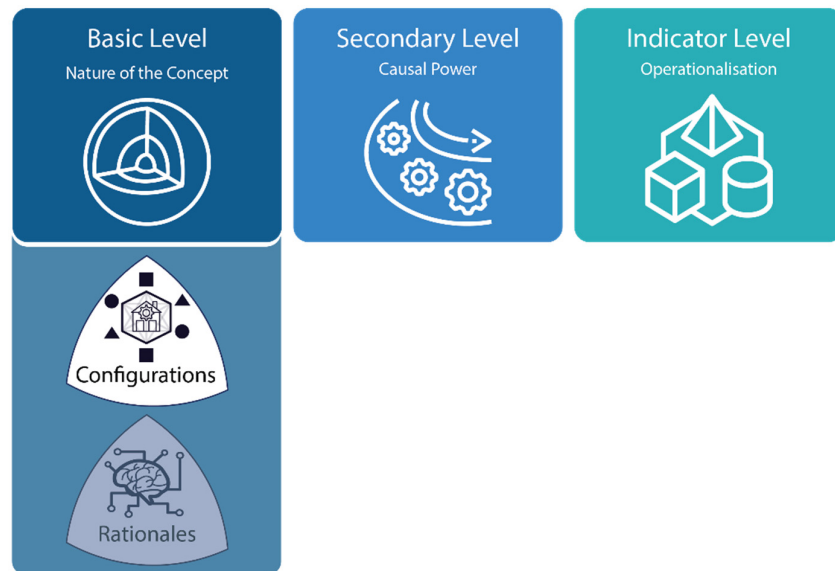 Basic Level
Nature of the Concept
Secondary Level
Causal Power
Indicator Level
Operationalisation
Configurations
Rationales